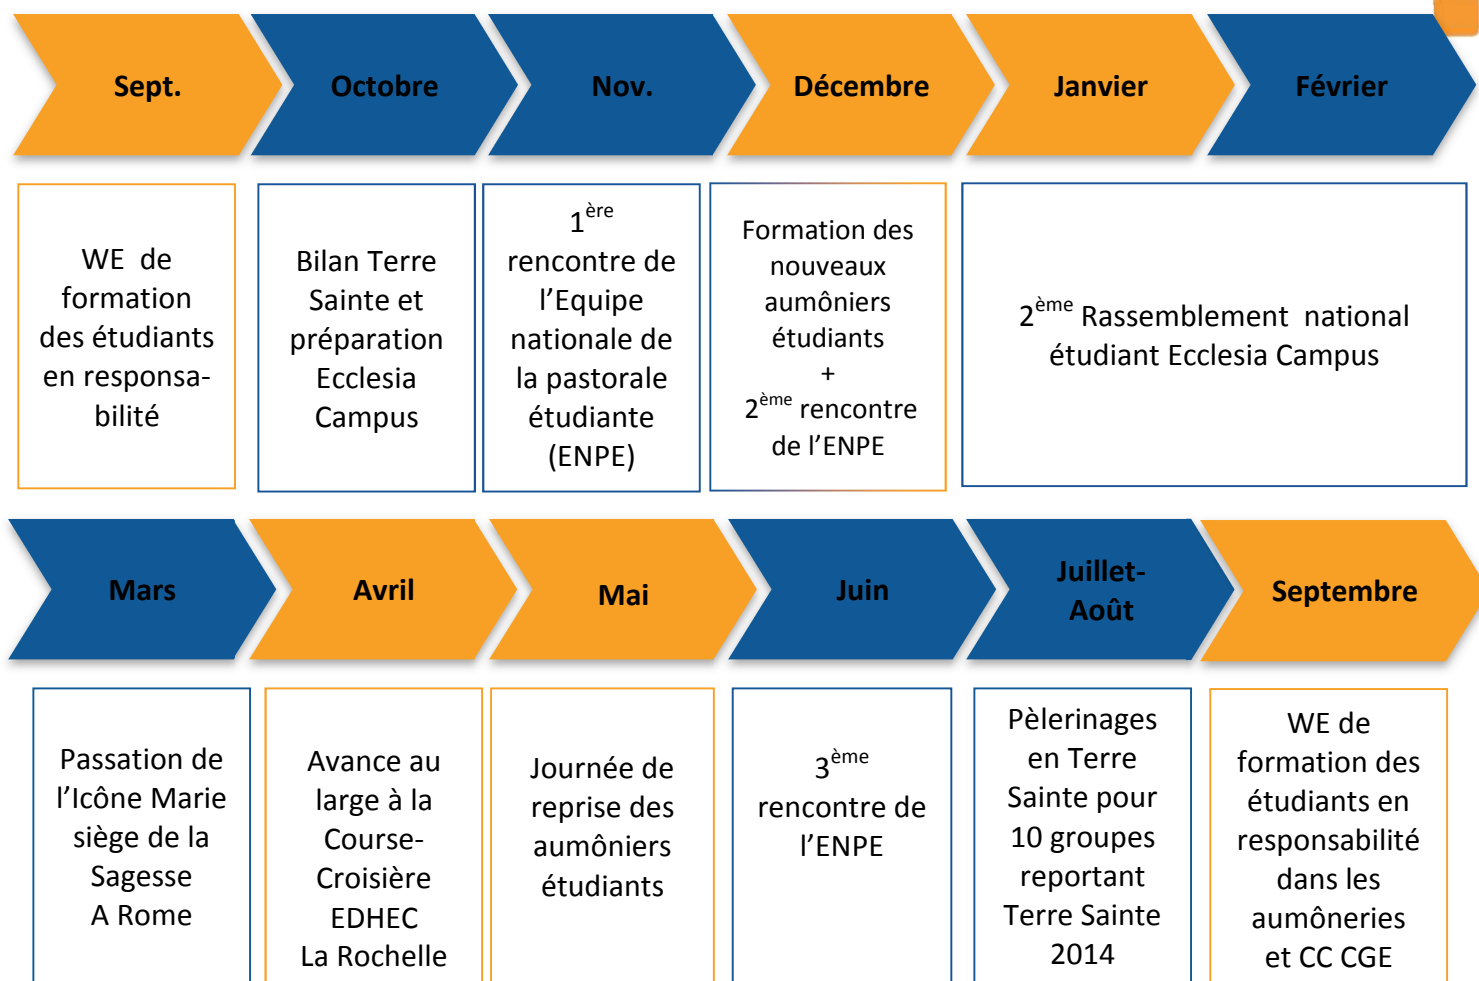 Sept.
Octobre
Nov.
Décembre
Janvier
Février
WE de
formation
des étudiants
en responsa-
bilité
Bilan Terre
Sainte et
préparation
Ecclesia
Campus
1ère
rencontre de
l’Equipe
nationale de
la pastorale
étudiante
(ENPE)
Formation des
nouveaux
aumôniers
étudiants
+
2ème rencontre
de l’ENPE
2ème Rassemblement national
étudiant Ecclesia Campus
Mars
Avril
Mai
Juin
Juillet-
Août
Septembre
Passation de
l’Icône Marie
siège de la
Sagesse
A Rome
Avance au
large à la
Course-
Croisière
EDHEC
La Rochelle
Journée de
reprise des
aumôniers
étudiants
3ème
rencontre de
l’ENPE
Pèlerinages
en Terre
Sainte pour
10 groupes
reportant
Terre Sainte
2014
WE de
formation des
étudiants en
responsabilité
dans les
aumôneries
et CC CGE